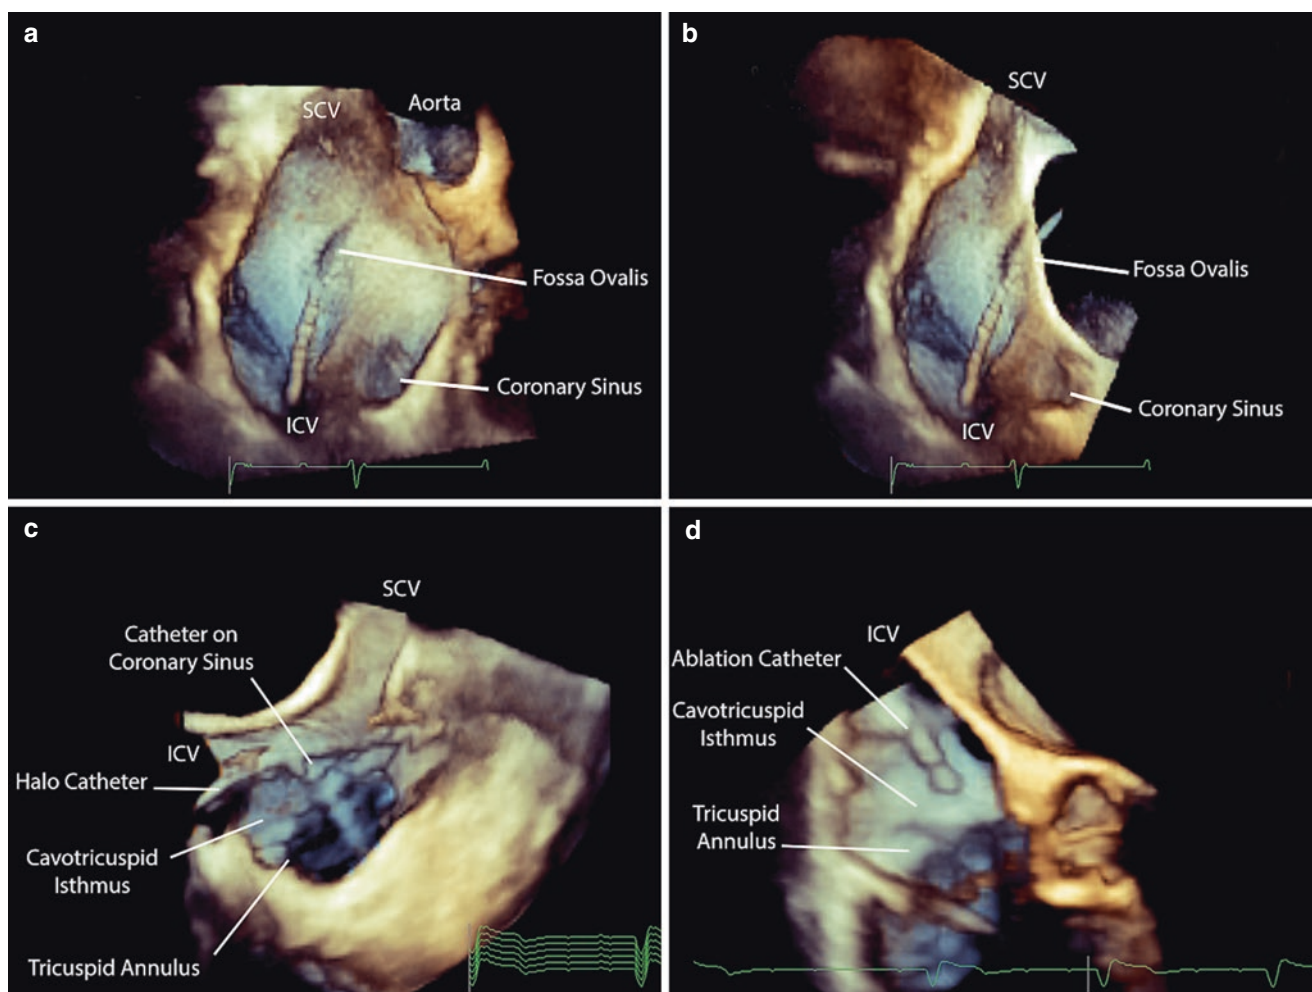 a
SCV
Aorta
Fossa Ovalis
Coronary Sinus
ICV
b
SCV
Fossa Ovalis
Coronary Sinus
ICV
c
SCV
Catheter on
Coronary Sinus
ICV
Halo Catheter
Cavotricuspid
Isthmus
Tricuspid Annulus
d
ICV
Ablation Catheter
Cavotricuspid
Isthmus
Tricuspid
Annulus